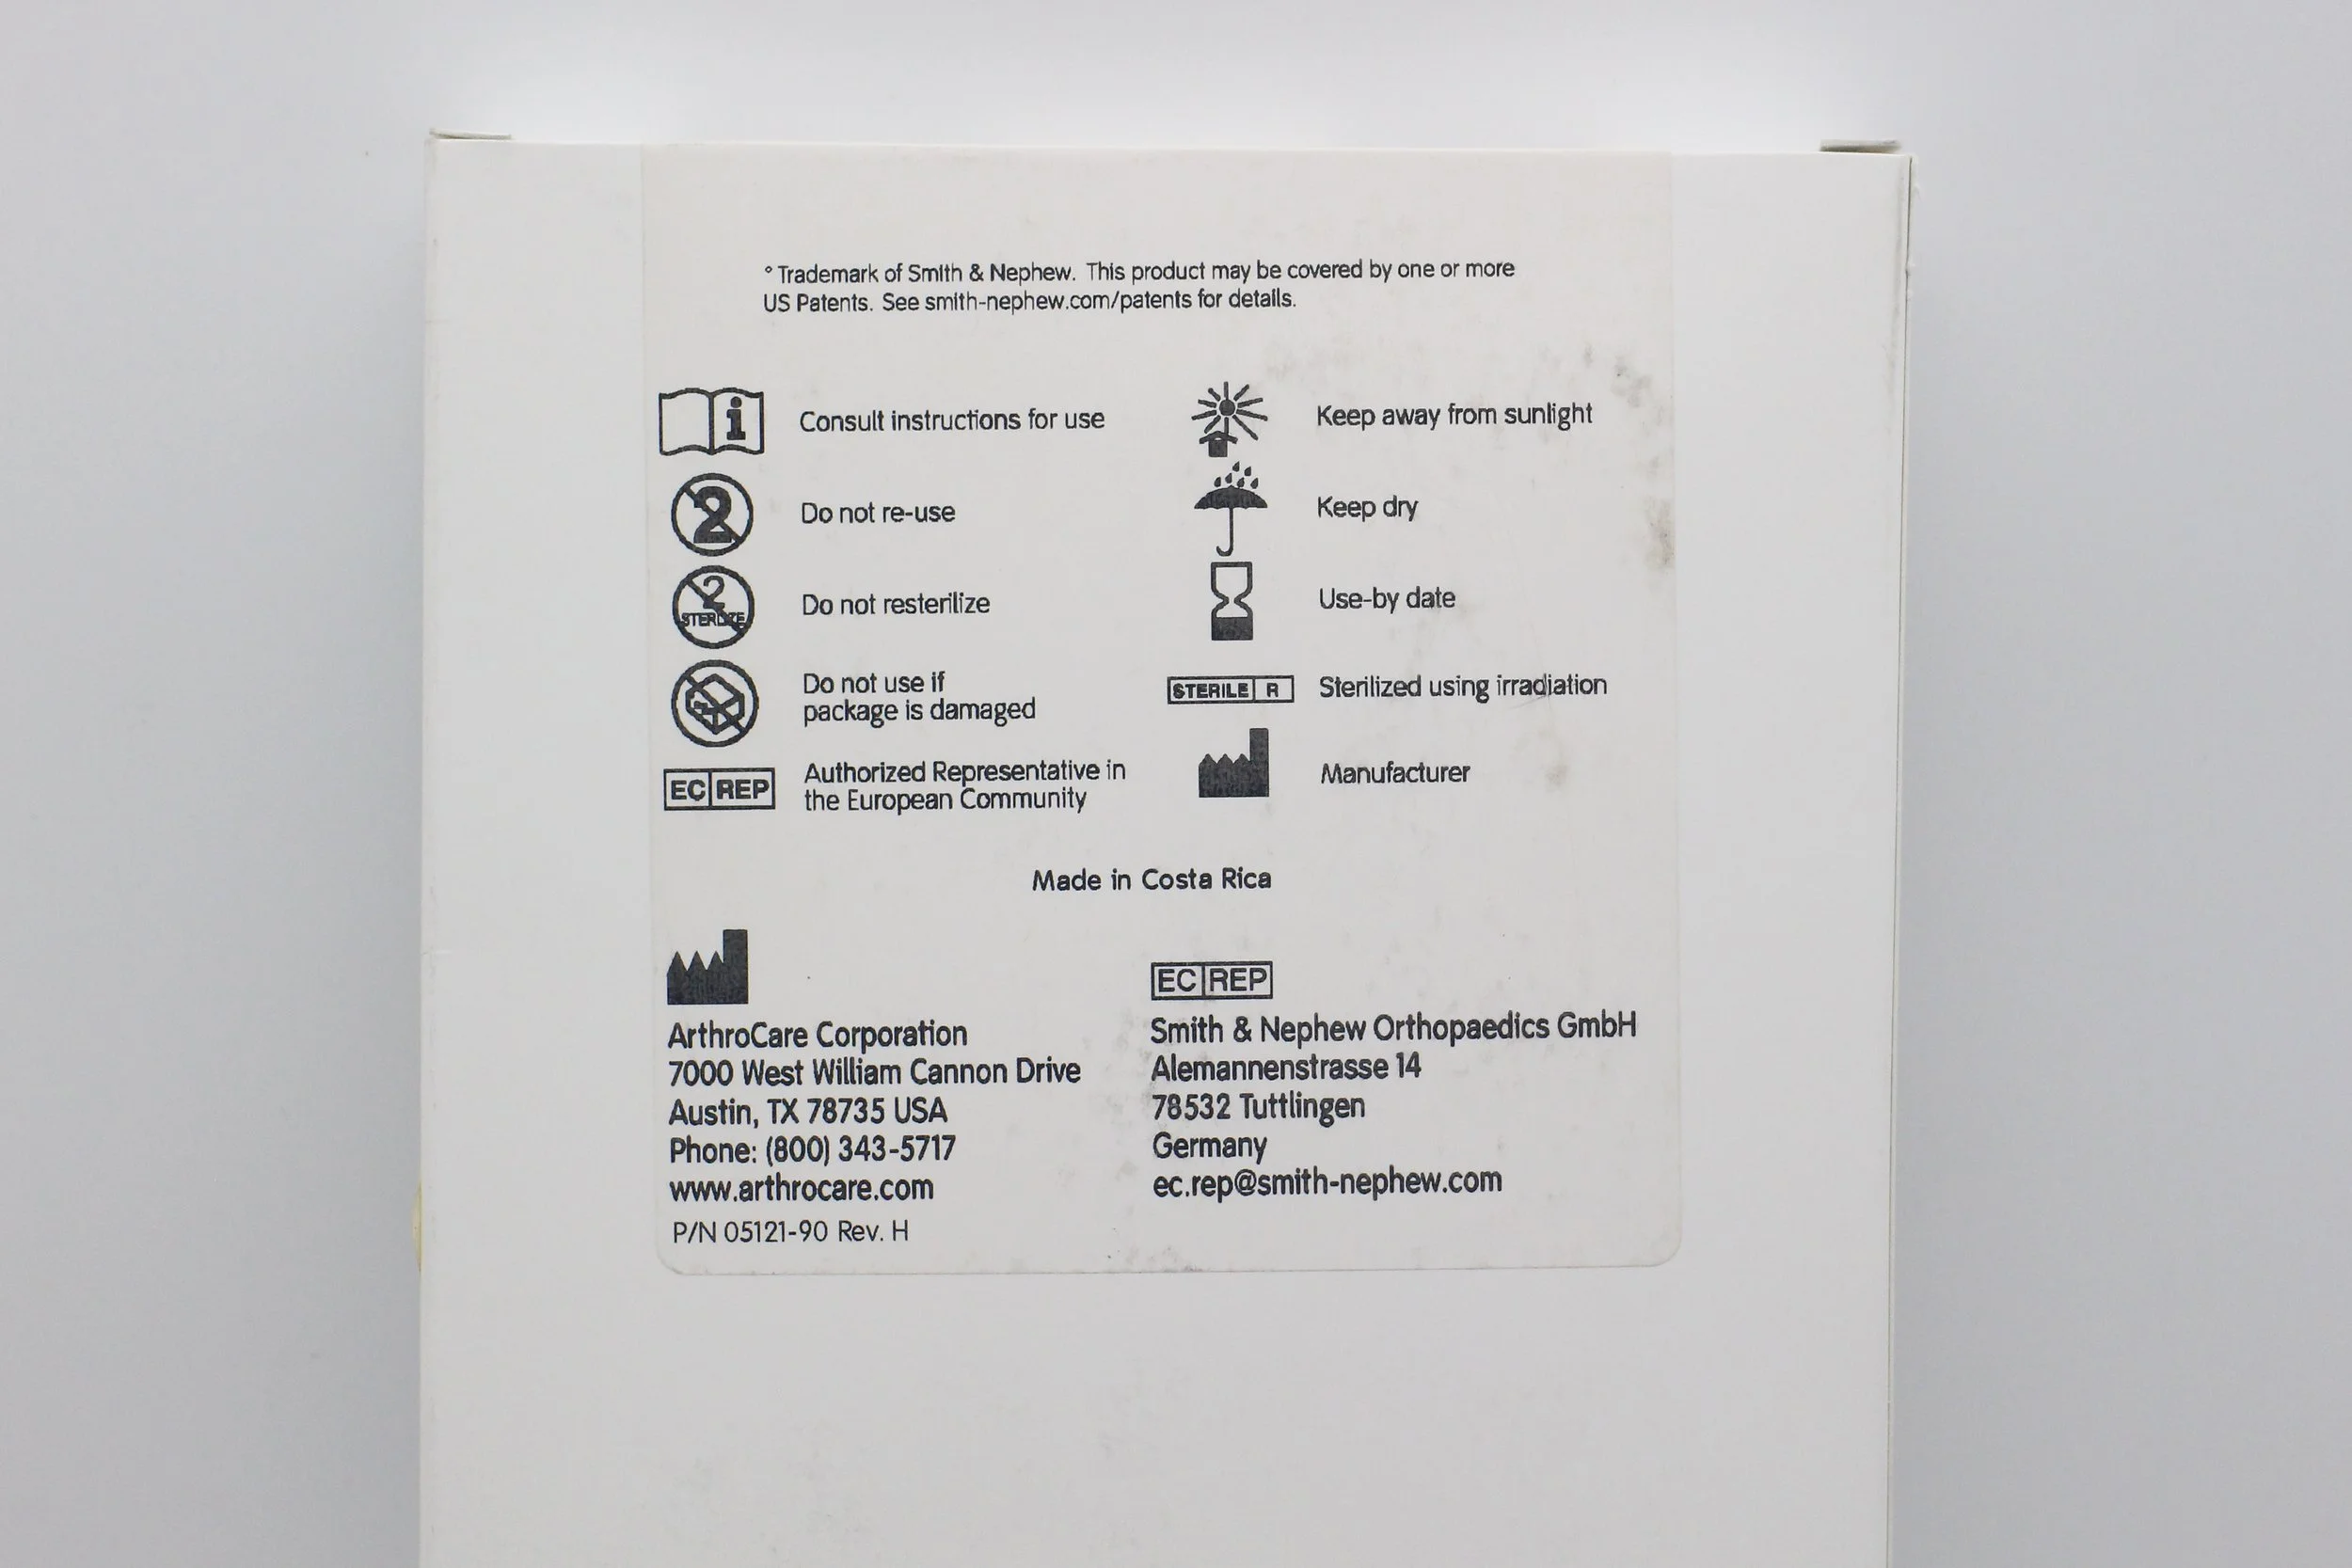 ° Trademark of Smith & Nephew. This product may be covered by one or more
US Patents. See smith-nephew.com/patents for details.
i Consult instructions for use
2 Do not re-use
2 STERILIZE Do not resterilize
Do not use if
package is damaged
EC REP Authorized Representative in
the European Community
Keep away from sunlight
Keep dry
Use-by date
STERILE R Sterilized using irradiation
Manufacturer
Made in Costa Rica
ArthroCare Corporation
7000 West William Cannon Drive
Austin, TX 78735 USA
Phone: (800) 343-5717
www.arthrocare.com
P/N 05121-90 Rev. H
EC REP
Smith & Nephew Orthopaedics GmbH
Alemannenstrasse 14
78532 Tuttlingen
Germany
ec.rep@smith-nephew.com